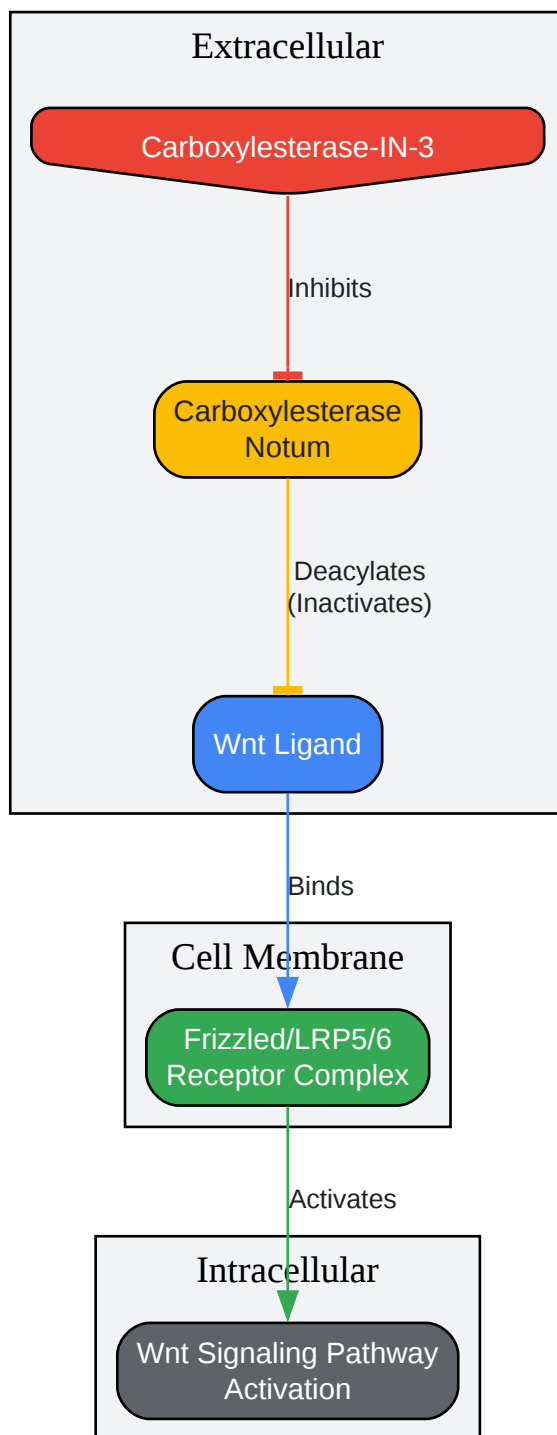 Extracellular
Carboxylesterase-IN-3
Inhibits
Carboxylesterase
Notum
Deacylates
(Inactivates)
Wnt Ligand
Binds
Cell Membrane
Frizzled/LRP5/6
Receptor Complex
Activates
Intracellular
Wnt Signaling Pathway
Activation